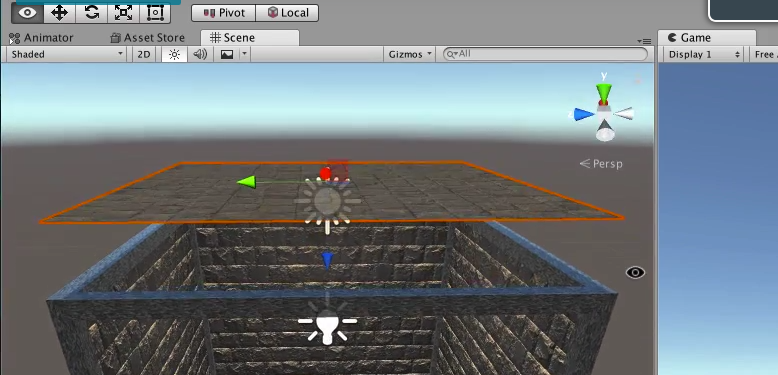 Pivot Local
Animator Asset Store Scene Game
Shaded 2D Gizmos All Display 1 Free
y
Persp